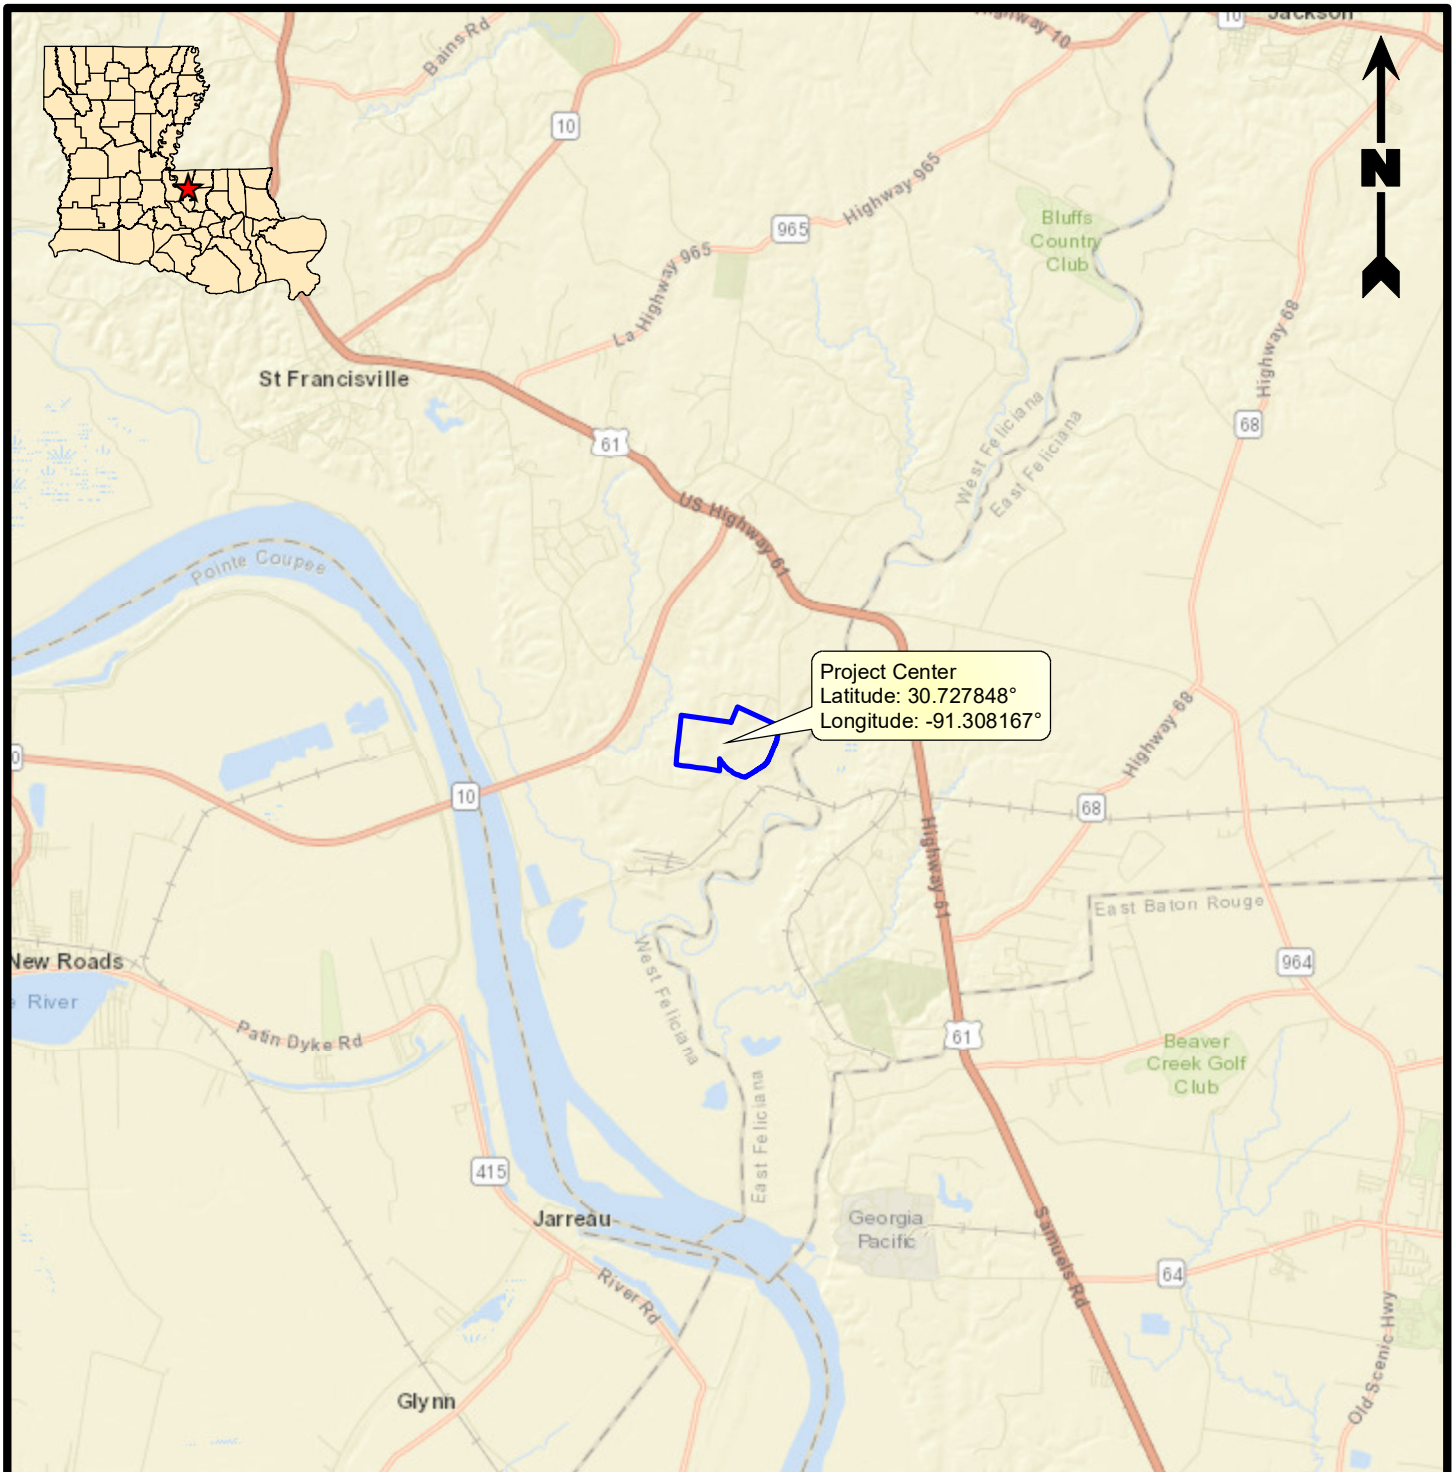 Bains Rd
Highway 10
10
Jackson
10
N
Highway 965
965
La Highway 965
Bluffs
Country
Club
Highway 68
St Francisville
68
61
West Feliciana
East Feliciana
US Highway 61
Pointe Coupee
Project Center
Latitude: 30.727848°
Longitude: -91.308167°
Highway 68
0
10
68
Highway 61
East Baton Rouge
New Roads
964
e River
West Feliciana
Patin Dyke Rd
61
Beaver
Creek Golf
Club
East Feliciana
415
Jarreau
Georgia
Pacific
Samuels Rd
64
River Rd
Old Scenic Hwy
Glynn